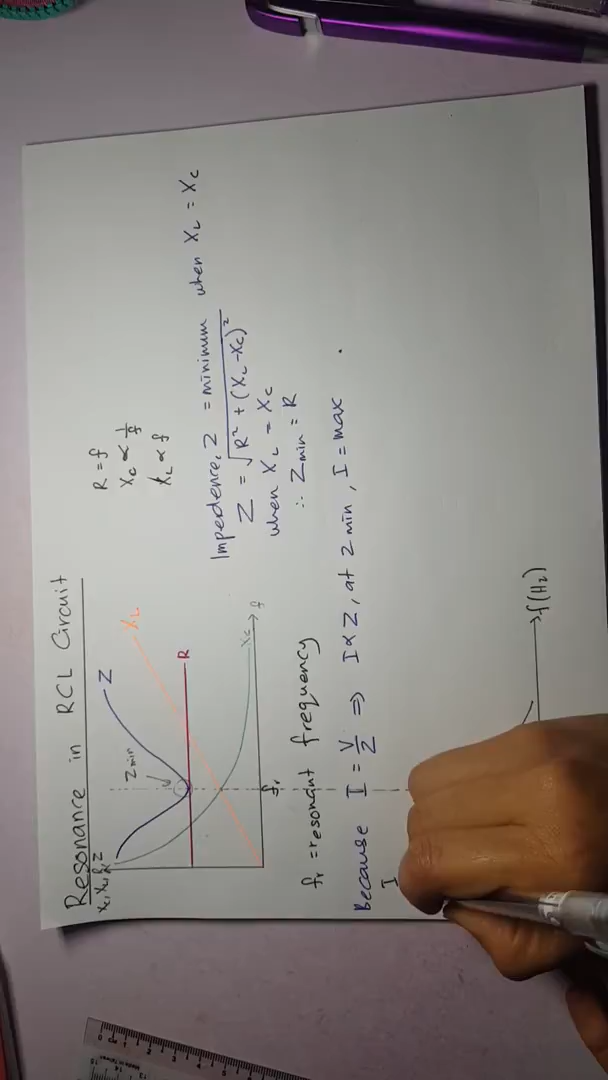 Resonance in RCL Circuit
Xc, XL, R, Z
Zmin
Z
XL
R
Xc
f
fr
R = f
Xc ∝ 1/f
XL ∝ f
Impedence, Z = minimum when XL = Xc
Z = √R² + (XL - Xc)²
when XL = Xc
∴ Zmin = R
fr = resonant frequency
because I = V/Z ⇒ I ∝ Z, at Z min, I = max.
I
f(Hz)